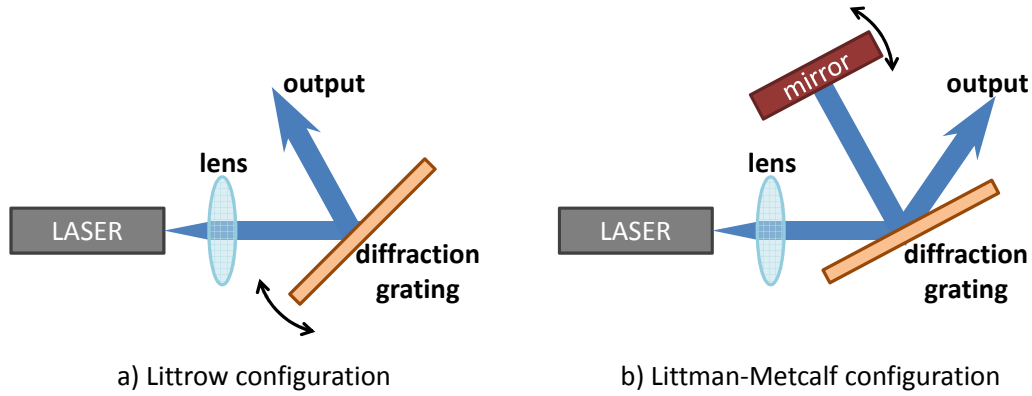 output
lens
LASER
diffraction
grating
a) Littrow configuration
mirror
output
lens
LASER
diffraction
grating
b) Littman-Metcalf configuration